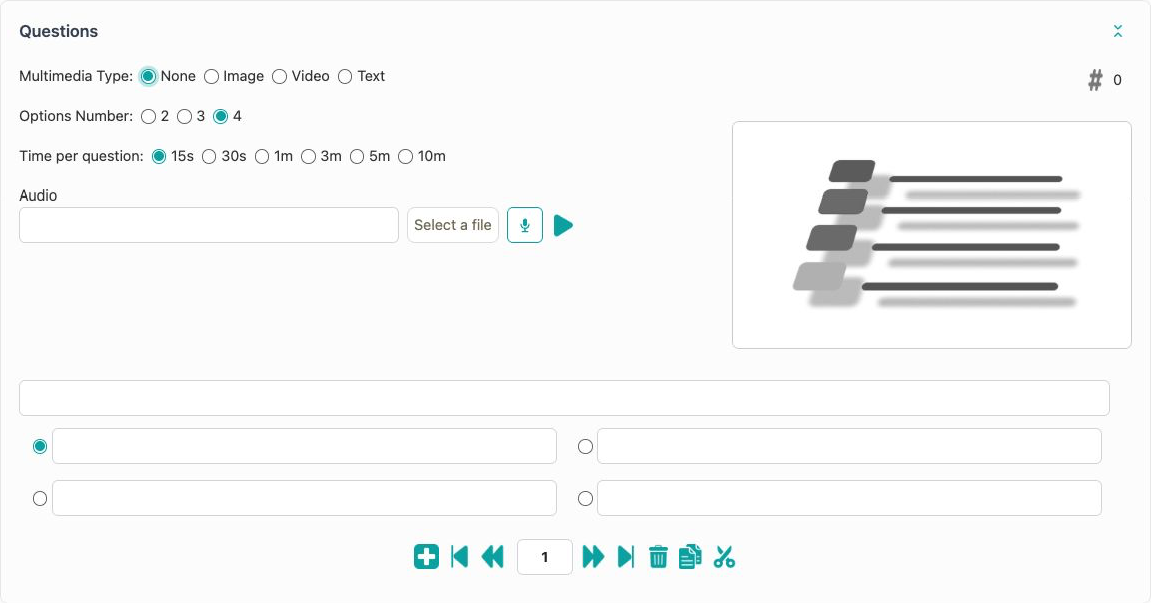 Questions
Multimedia Type: None Image Video Text
# 0
Options Number: 2 3 4
Time per question: 15s 30s 1m 3m 5m 10m
Audio
Select a file
1